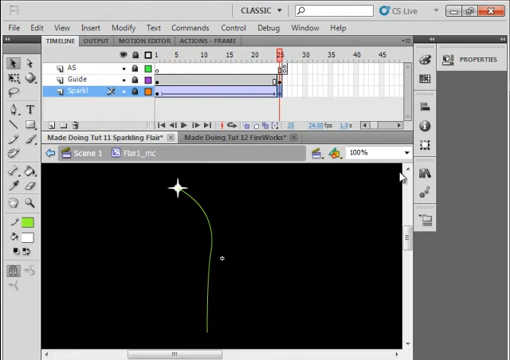 CLASSIC
CS Live
File Edit View Insert Modify Text Commands Control Debug Window Help
TIMELINE OUTPUT MOTION EDITOR ACTIONS - FRAME
PROPERTIES
1 5 10 15 20 25 30 35 40 45
AS
Guide
Sparkl
25 24.00 fps 1.0 s
Made Doing Tut 11 Sparkling Flair* Made Doing Tut 12 FireWorks*
Scene 1 Flair1_mc 100%